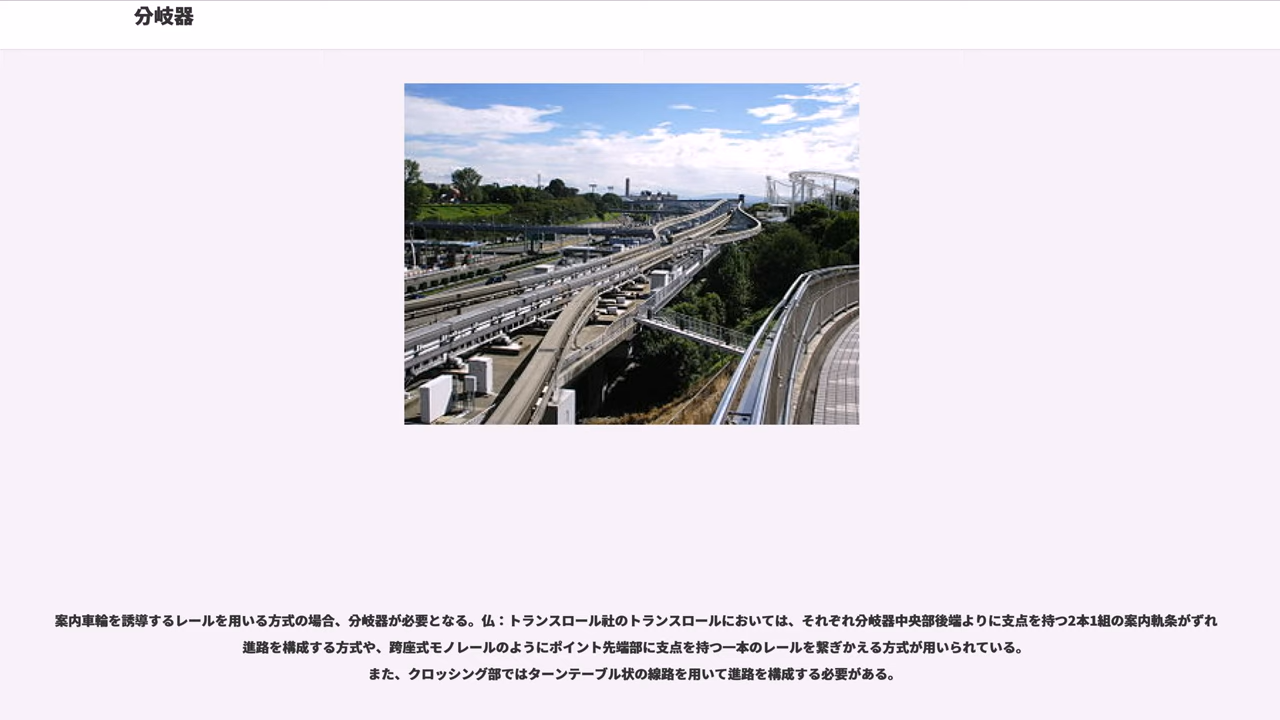 分岐器
案内車輪を誘導するレールを用いる方式の場合、分岐器が必要となる。仏：トランスロール社のトランスロールにおいては、それぞれ分岐器中央部後端よりに支点を持つ2本1組の案内軌条がずれ
進路を構成する方式や、跨座式モノレールのようにポイント先端部に支点を持つ一本のレールを繋ぎかえる方式が用いられている。
また、クロッシング部ではターンテーブル状の線路を用いて進路を構成する必要がある。